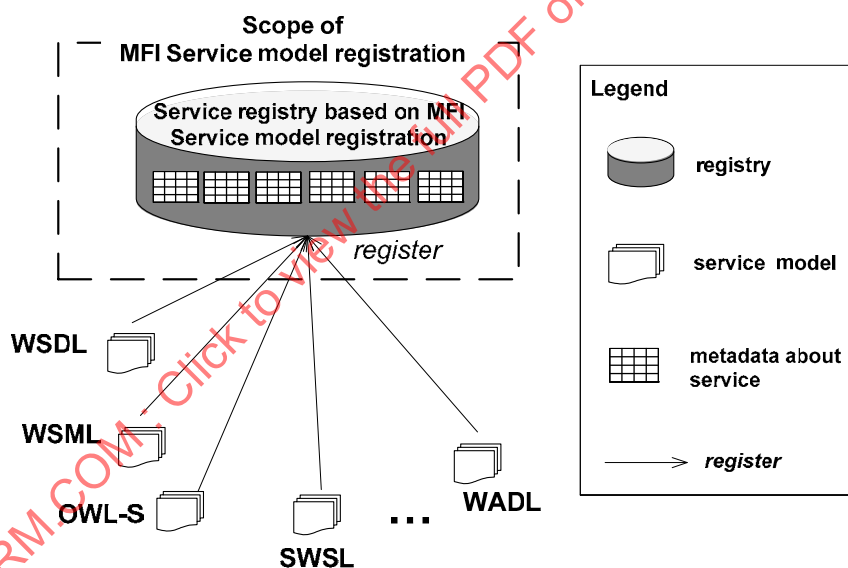 Scope of
MFI Service model registration
Service registry based on MFI
Service model registration
register
WSDL
WSML
OWL-S
SWSL
...
WADL
Legend
registry
service model
metadata about
service
register
RM.COM : Click to view the full PDF of